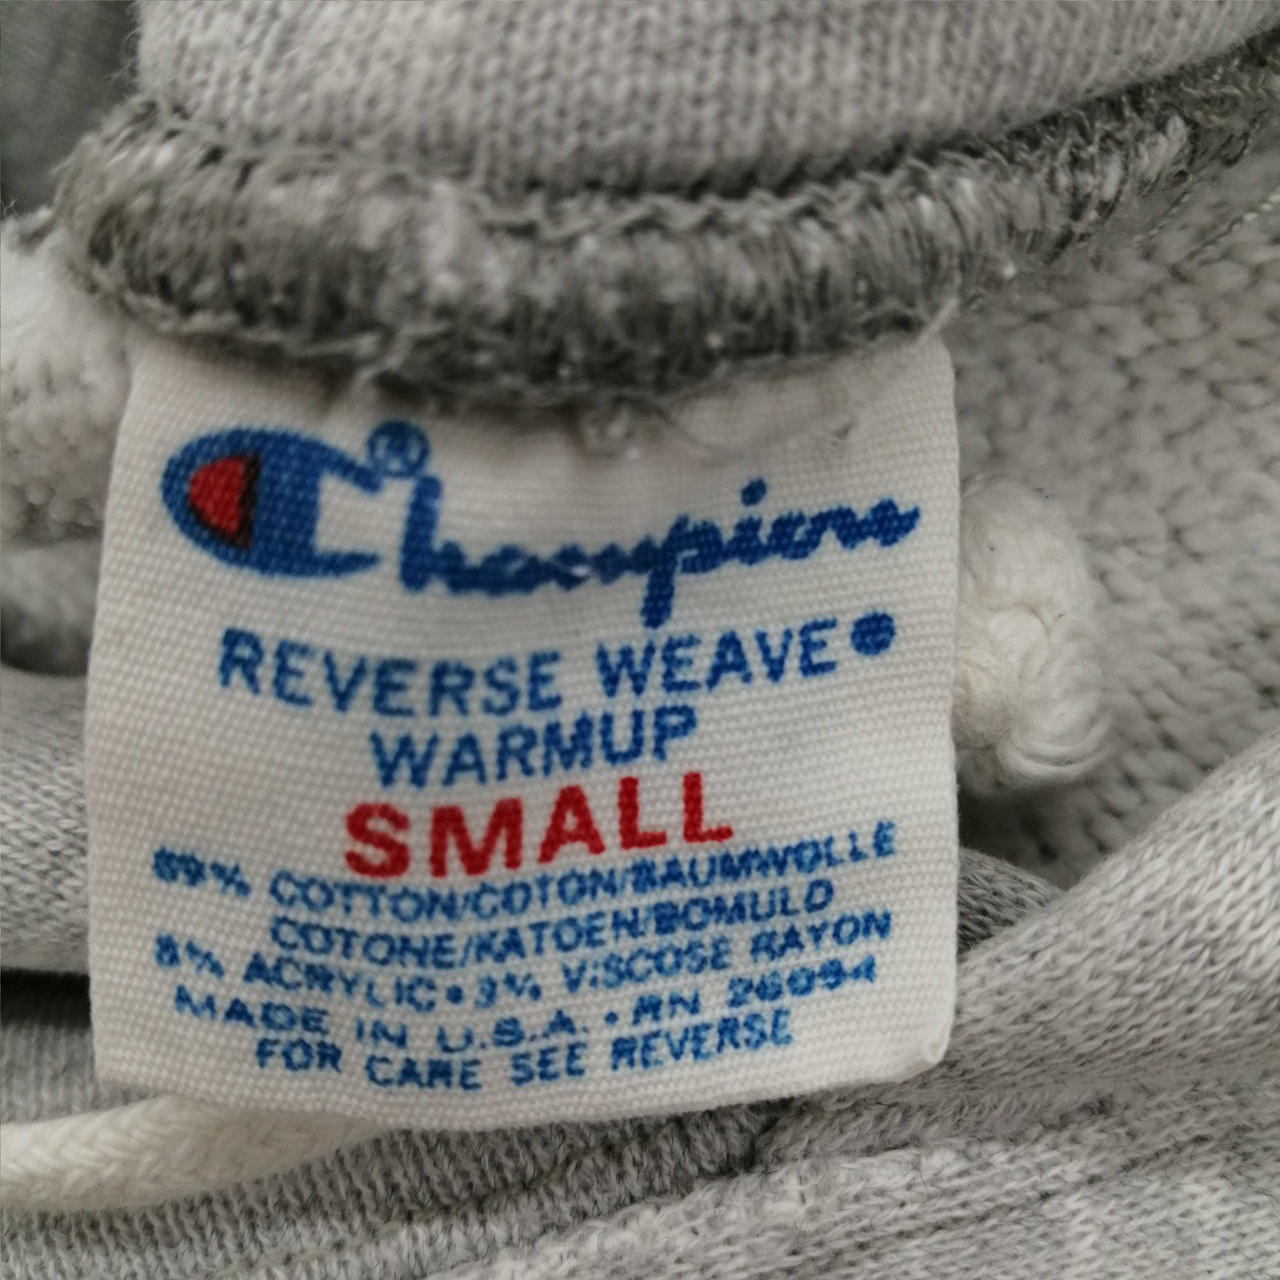 Champion®
REVERSE WEAVE®
WARMUP
SMALL
89% COTTON/COTON/BAUMWOLLE
COTONE/KATOEN/BOMULD
8% ACRYLIC • 3% VISCOSE RAYON
MADE IN U.S.A. • RN 26094
FOR CARE SEE REVERSE